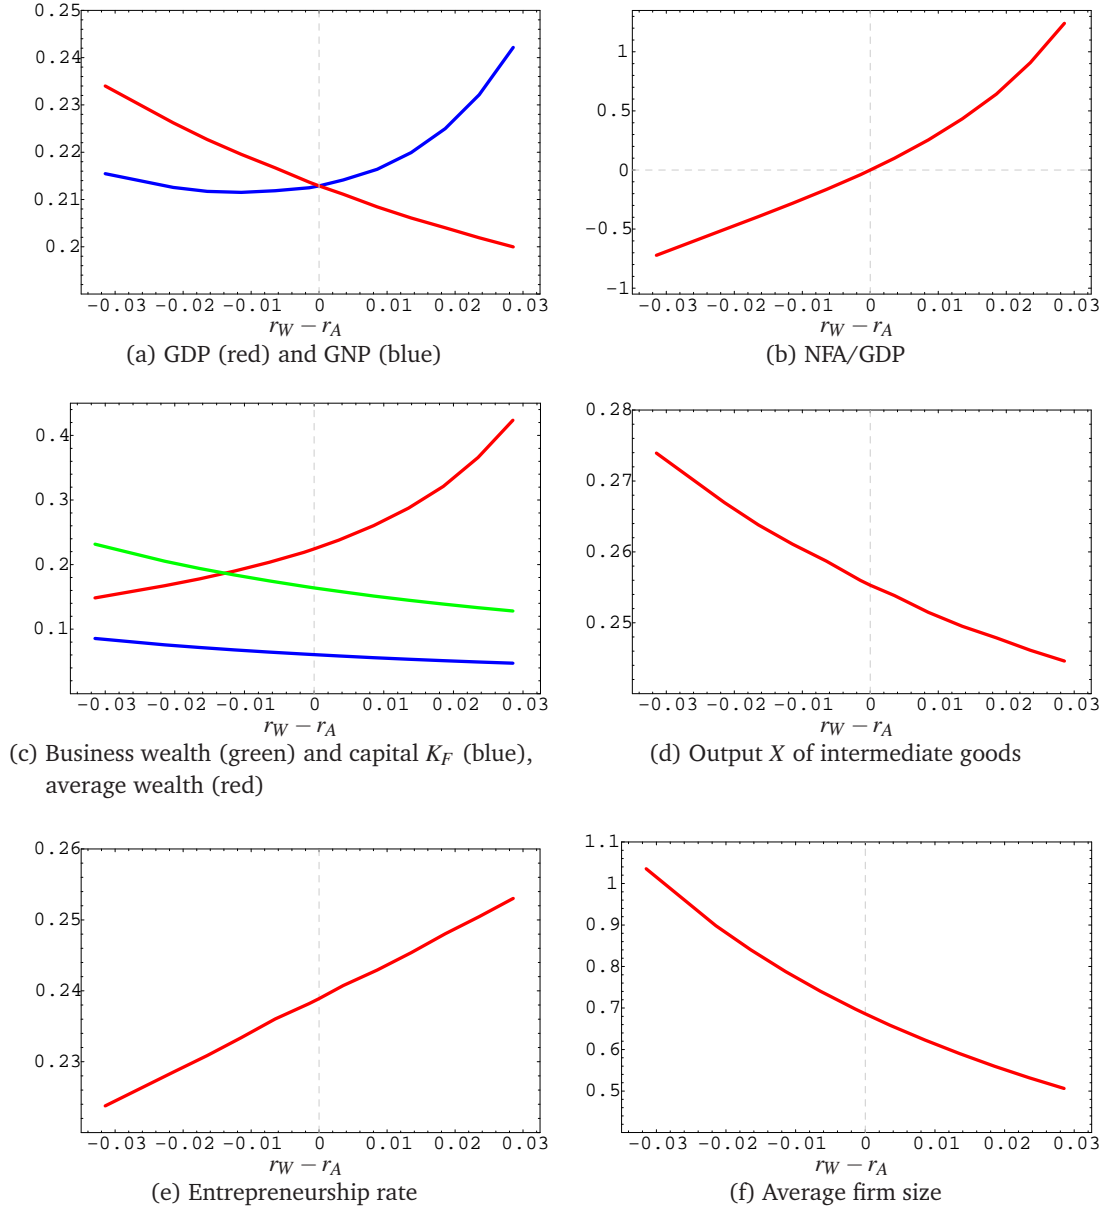 0.25
0.24
0.23
0.22
0.21
0.2
−0.03 −0.02 −0.01 0 0.01 0.02 0.03
r_W − r_A
(a) GDP (red) and GNP (blue)
1
0.5
0
−0.5
−1
−0.03 −0.02 −0.01 0 0.01 0.02 0.03
r_W − r_A
(b) NFA/GDP
0.4
0.3
0.2
0.1
−0.03 −0.02 −0.01 0 0.01 0.02 0.03
r_W − r_A
(c) Business wealth (green) and capital K_F (blue),
average wealth (red)
0.28
0.27
0.26
0.25
−0.03 −0.02 −0.01 0 0.01 0.02 0.03
r_W − r_A
(d) Output X of intermediate goods
0.26
0.25
0.24
0.23
−0.03 −0.02 −0.01 0 0.01 0.02 0.03
r_W − r_A
(e) Entrepreneurship rate
1.1
1
0.9
0.8
0.7
0.6
0.5
−0.03 −0.02 −0.01 0 0.01 0.02 0.03
r_W − r_A
(f) Average firm size